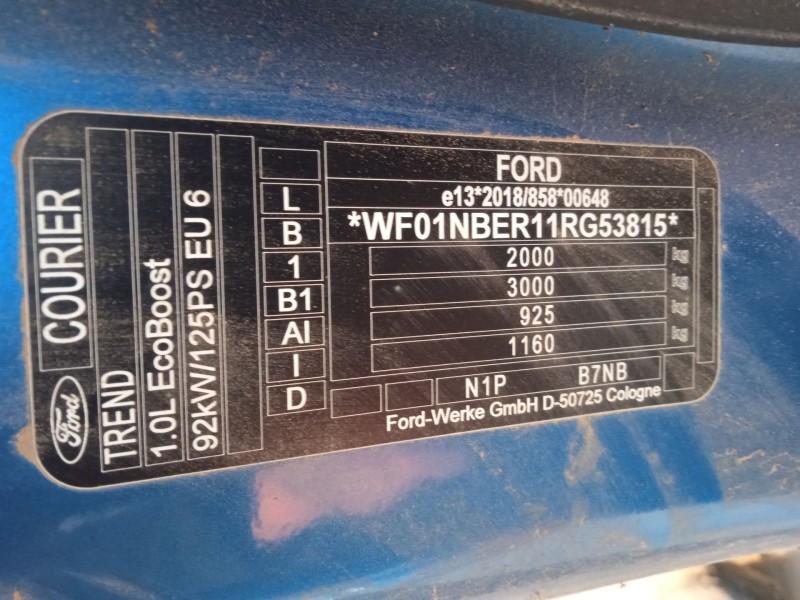 FORD
e13*2018/858*00648
*WF01NBER11RG53815*
2000 kg
3000 kg
925 kg
1160 kg
N1P B7NB
Ford-Werke GmbH D-50725 Cologne
L
B
1
B1
AI
I
D
92kW/125PS EU 6
1.0L EcoBoost
TREND
COURIER
Ford